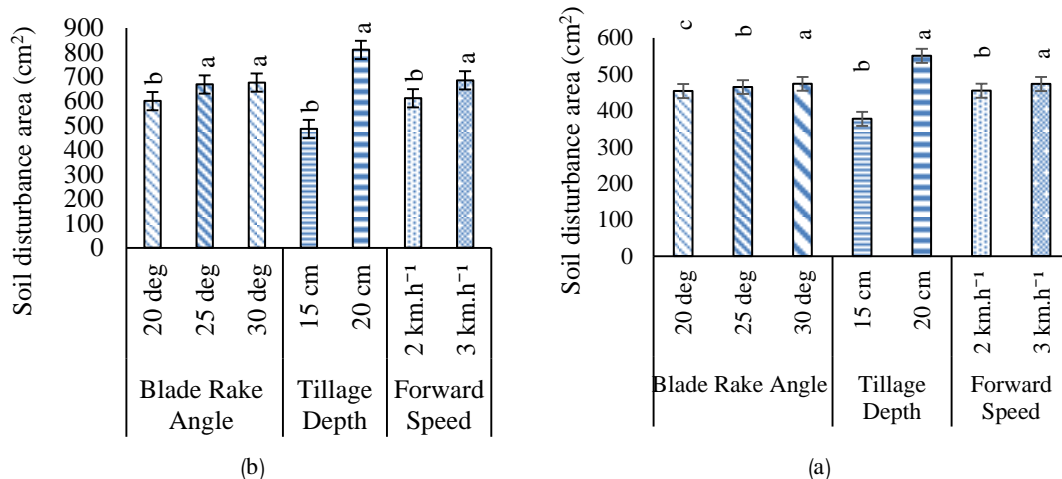 Soil disturbance area (cm²)
900
800
700
600
500
400
300
200
100
0
b
a
a
b
a
b
a
20 deg
25 deg
30 deg
15 cm
20 cm
2 km.h⁻¹
3 km.h⁻¹
Blade Rake
Angle
Tillage
Depth
Forward
Speed
(b)
Soil disturbance area (cm²)
600
500
400
300
200
100
0
c
b
a
b
a
b
a
20 deg
25 deg
30 deg
15 cm
20 cm
2 km.h⁻¹
3 km.h⁻¹
Blade Rake Angle
Tillage
Depth
Forward
Speed
(a)